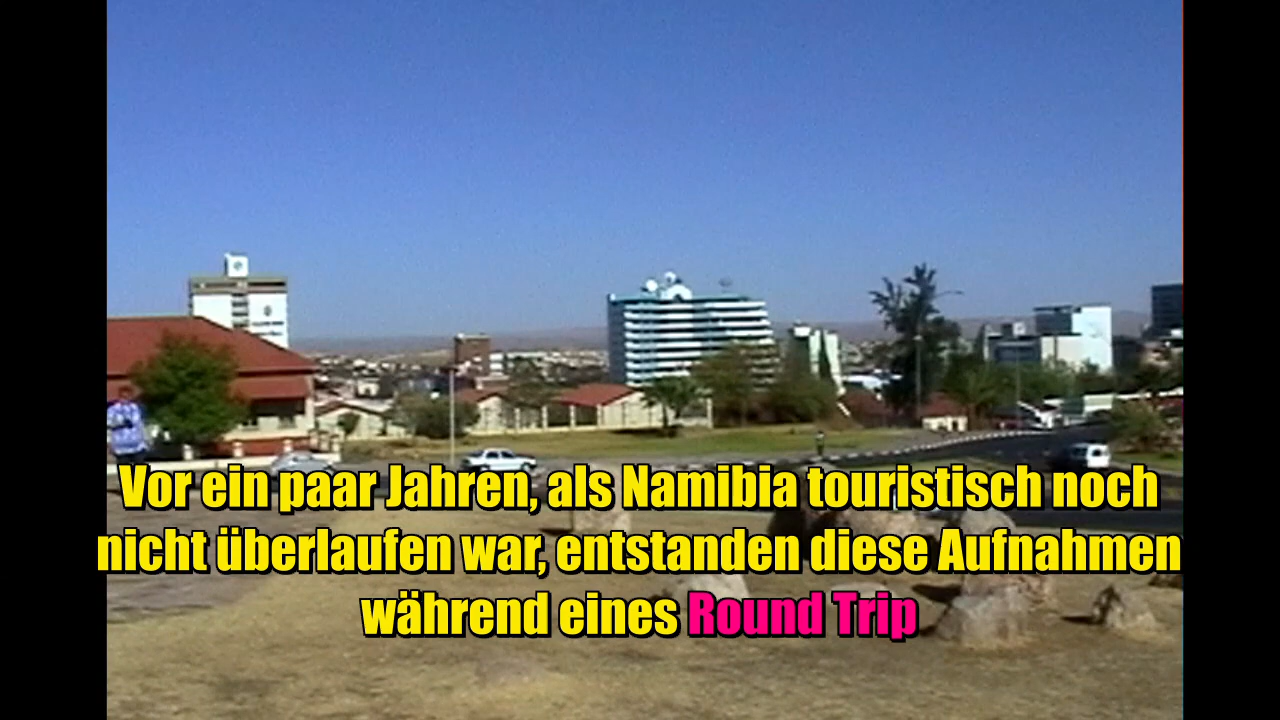 Vor ein paar Jahren, als Namibia touristisch noch
nicht überlaufen war, entstanden diese Aufnahmen
während eines Round Trip